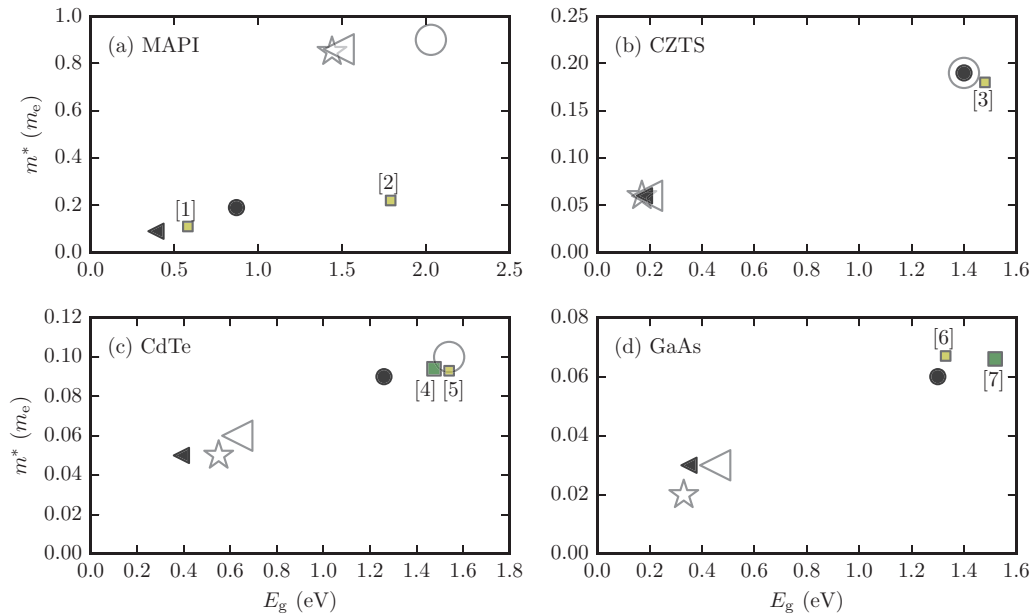 (a) MAPI
m* (mₑ)
1.0
0.8
0.6
0.4
0.2
0.0
[1]
[2]
0.0 0.5 1.0 1.5 2.0 2.5
(b) CZTS
0.25
0.20
0.15
0.10
0.05
0.00
[3]
0.0 0.2 0.4 0.6 0.8 1.0 1.2 1.4 1.6
(c) CdTe
m* (mₑ)
0.12
0.10
0.08
0.06
0.04
0.02
0.00
[4] [5]
0.0 0.2 0.4 0.6 0.8 1.0 1.2 1.4 1.6 1.8
E_g (eV)
(d) GaAs
0.08
0.06
0.04
0.02
0.00
[6]
[7]
0.0 0.2 0.4 0.6 0.8 1.0 1.2 1.4 1.6
E_g (eV)